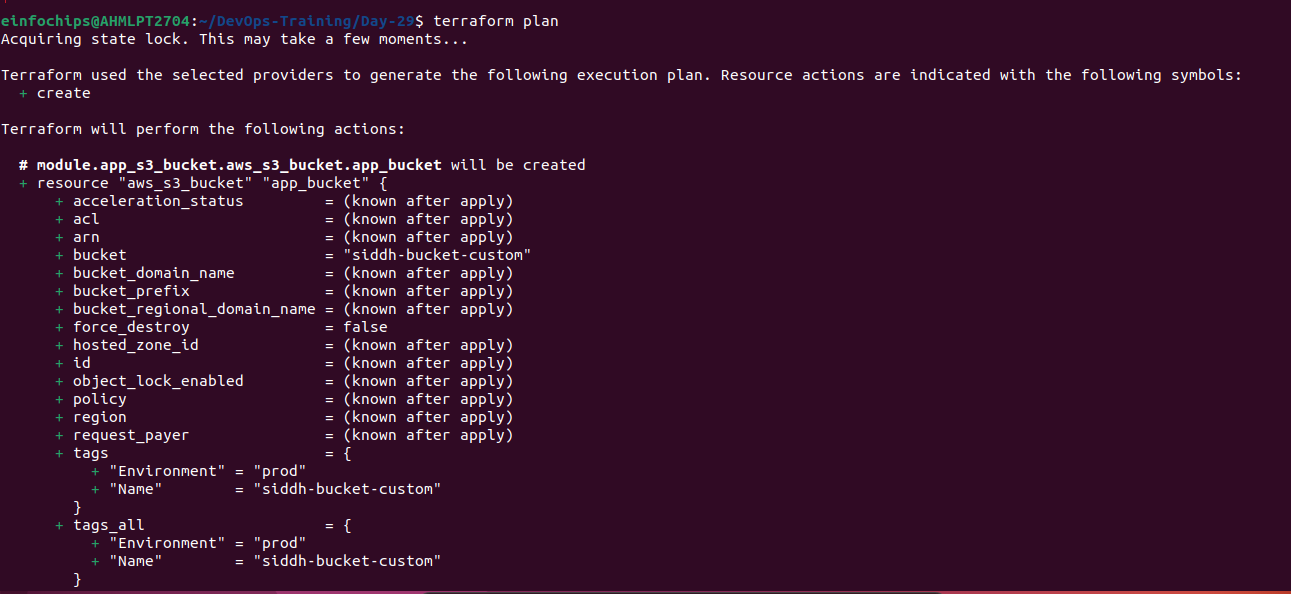 einfochips@AHMLPT2704:~/DevOps-Training/Day-29$ terraform plan
Acquiring state lock. This may take a few moments...
Terraform used the selected providers to generate the following execution plan. Resource actions are indicated with the following symbols:
  + create
Terraform will perform the following actions:
  # module.app_s3_bucket.aws_s3_bucket.app_bucket will be created
  + resource "aws_s3_bucket" "app_bucket" {
      + acceleration_status         = (known after apply)
      + acl                         = (known after apply)
      + arn                         = (known after apply)
      + bucket                      = "siddh-bucket-custom"
      + bucket_domain_name          = (known after apply)
      + bucket_prefix               = (known after apply)
      + bucket_regional_domain_name = (known after apply)
      + force_destroy               = false
      + hosted_zone_id              = (known after apply)
      + id                          = (known after apply)
      + object_lock_enabled         = (known after apply)
      + policy                      = (known after apply)
      + region                      = (known after apply)
      + request_payer               = (known after apply)
      + tags                        = {
          + "Environment" = "prod"
          + "Name"        = "siddh-bucket-custom"
        }
      + tags_all                    = {
          + "Environment" = "prod"
          + "Name"        = "siddh-bucket-custom"
        }